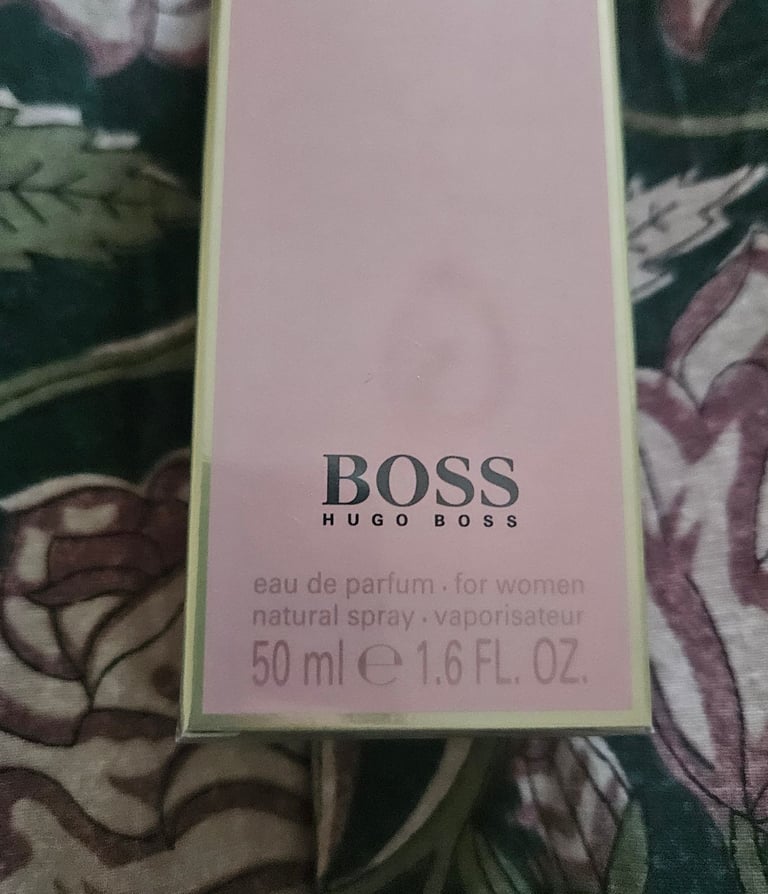 BOSS
HUGO BOSS
eau de parfum · for women
natural spray · vaporisateur
50 ml ℮ 1.6 FL. OZ.